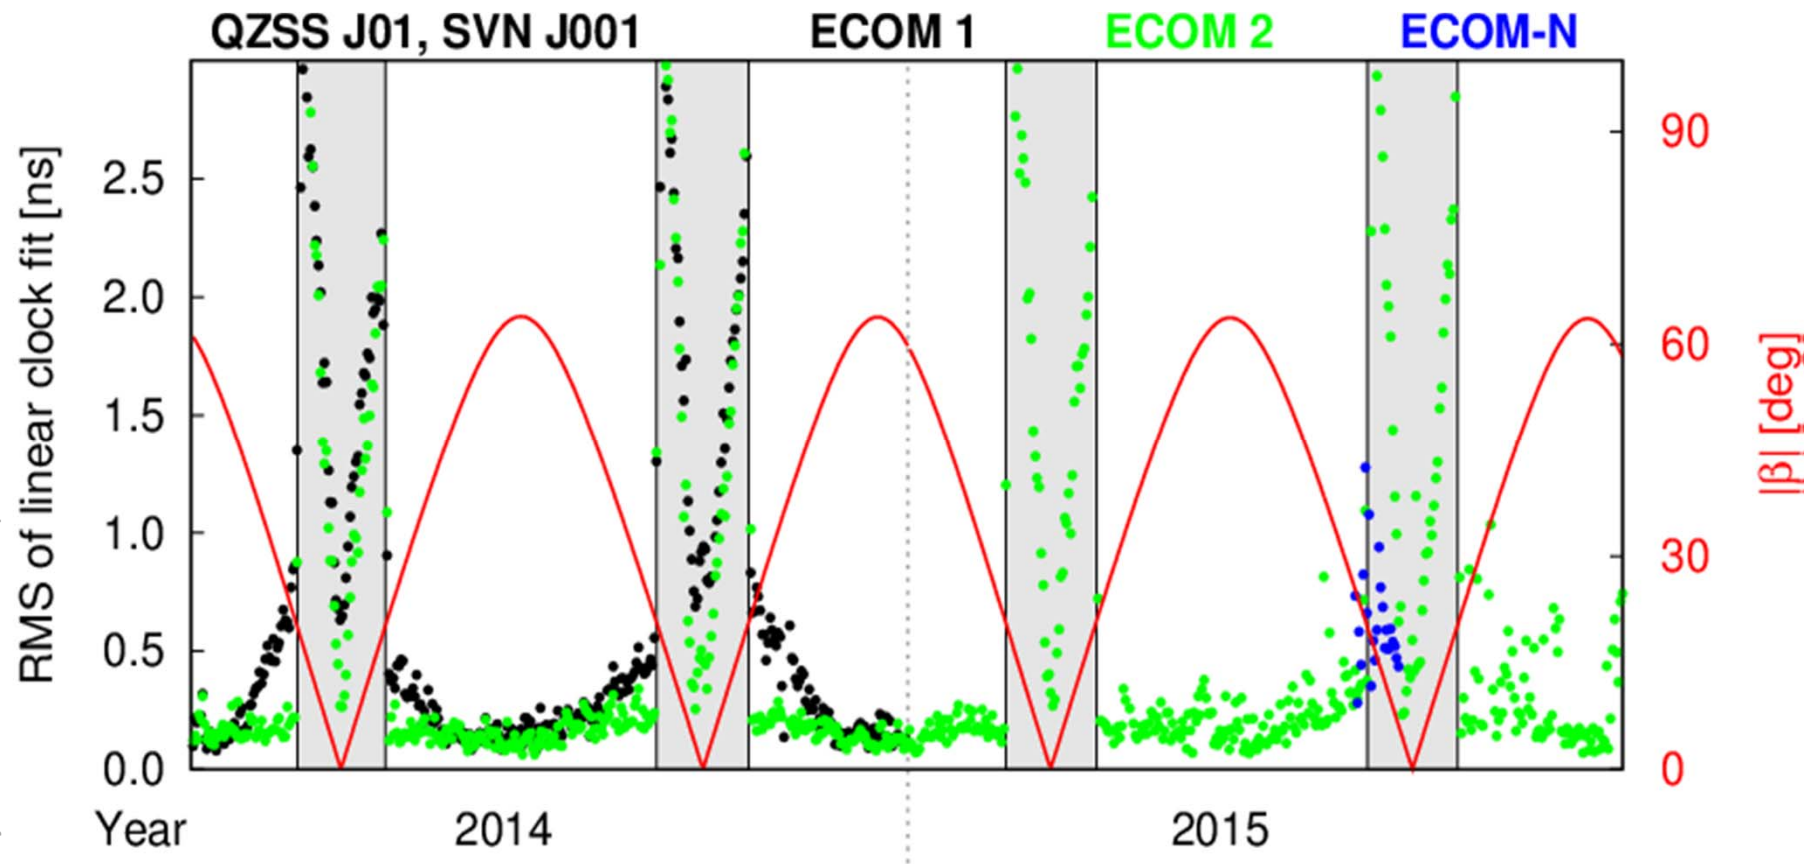 QZSS J01, SVN J001 ECOM 1 ECOM 2 ECOM-N
RMS of linear clock fit [ns]
2.5
2.0
1.5
1.0
0.5
0.0
90
60
30
0
|β| [deg]
Year 2014 2015